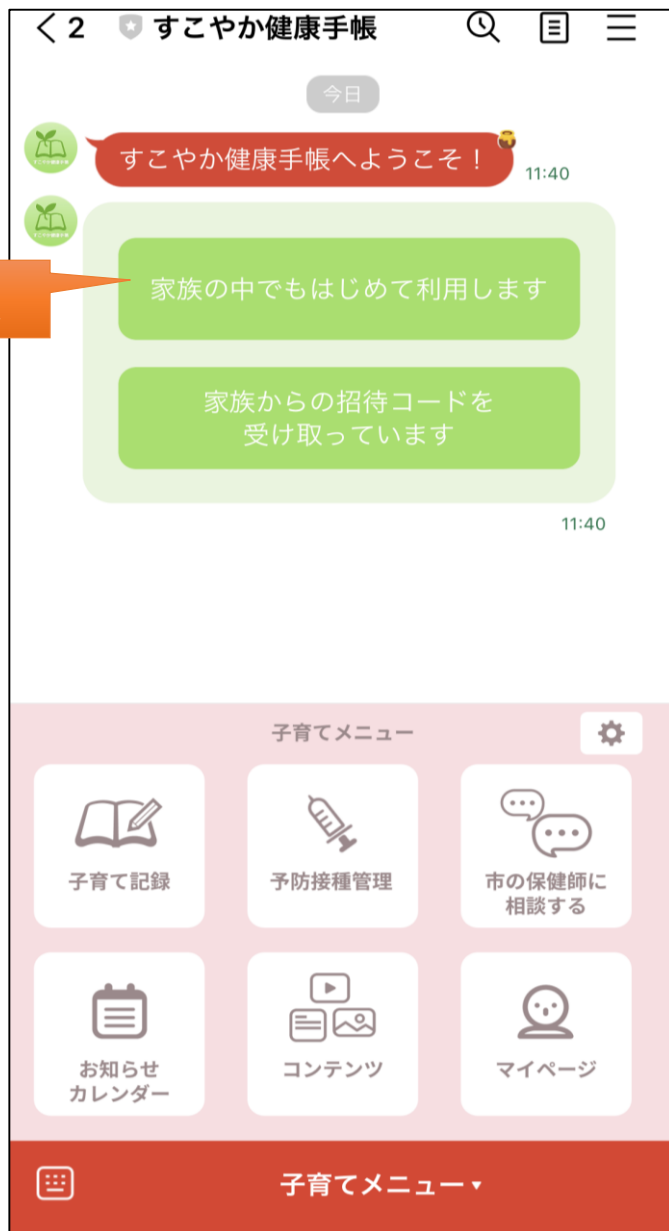 2 すこやか健康手帳
今日
すこやか健康手帳へようこそ！
11:40
家族の中でもはじめて利用します
家族からの招待コードを
受け取っています
11:40
子育てメニュー
子育て記録
予防接種管理
市の保健師に
相談する
お知らせ
カレンダー
コンテンツ
マイページ
子育てメニュー▾